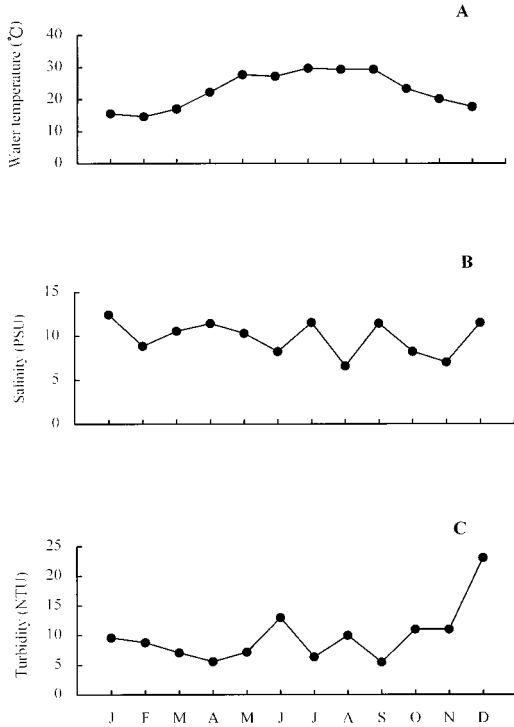 A
Water temperature (℃)
40
30
20
10
0
B
Salinity (PSU)
15
10
5
0
C
Turbidity (NTU)
25
20
15
10
5
0
J F M A M J J A S O N D